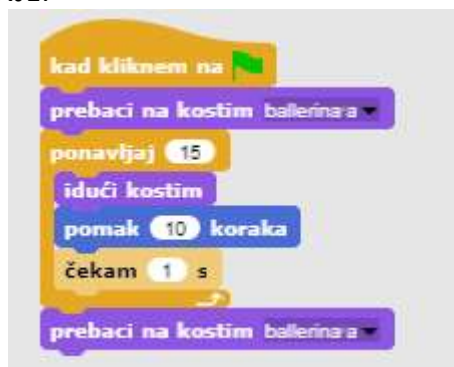 kad kliknem na
prebaci na kostim ballerina a
ponavljaj 15
idući kostim
pomak 10 koraka
čekam 1 s
prebaci na kostim ballerina a